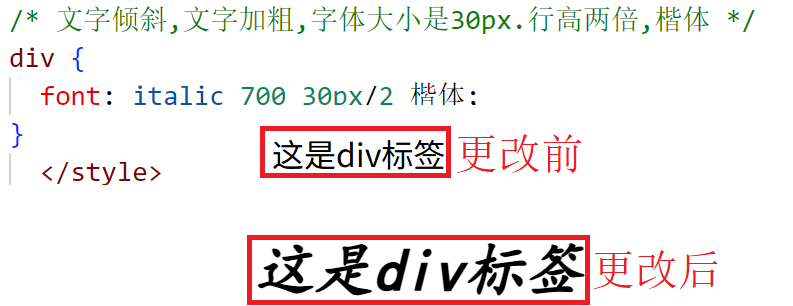 /* 文字倾斜,文字加粗,字体大小是30px.行高两倍,楷体 */
div {
font: italic 700 30px/2 楷体;
}
</style>
这是div标签 更改前
这是div标签 更改后